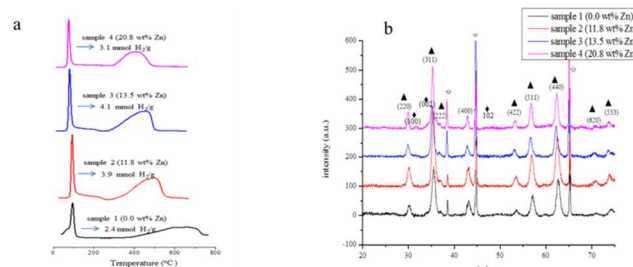 a
sample 4 (20.8 wt% Zn)
3.1 mmol H2/g
sample 3 (13.5 wt% Zn)
4.1 mmol H2/g
sample 2 (11.8 wt% Zn)
3.9 mmol H2/g
sample 1 (0.0 wt% Zn)
2.4 mmol H2/g
0 200 400 600 800
Temperature (°C)
b
sample 1 (0.0 wt% Zn)
sample 2 (11.8 wt% Zn)
sample 3 (13.5 wt% Zn)
sample 4 (20.8 wt% Zn)
intensity (a.u.)
600
500
400
300
200
100
0
-100
(220)
(100)
(002)
(311)
(222)
(400)
102
(422)
(511)
(440)
(620)
(533)
20 30 40 50 60 70